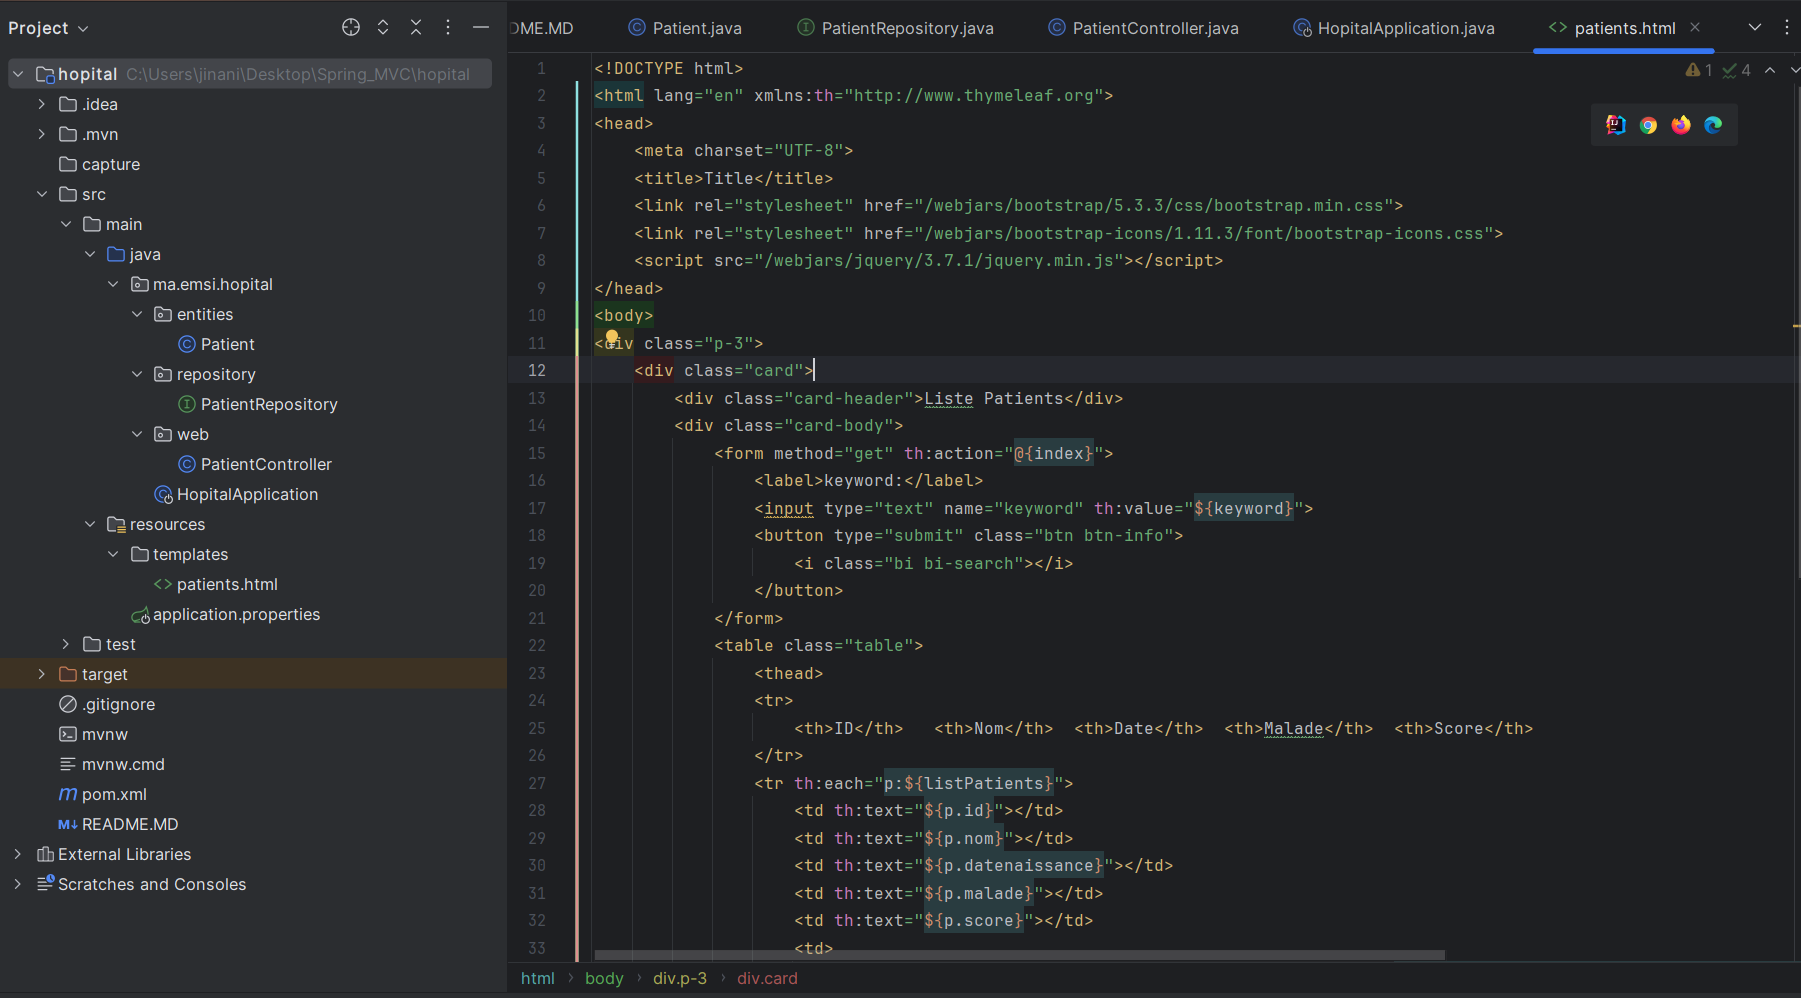 Project
hopital C:\Users\jinani\Desktop\Spring_MVC\hopital
.idea
.mvn
capture
src
main
java
ma.emsi.hopital
entities
Patient
repository
PatientRepository
web
PatientController
HopitalApplication
resources
templates
patients.html
application.properties
test
target
.gitignore
mvnw
mvnw.cmd
pom.xml
M↓ README.MD
External Libraries
Scratches and Consoles
DME.MD Patient.java PatientRepository.java PatientController.java HopitalApplication.java patients.html
1 4
1 <!DOCTYPE html>
2 <html lang="en" xmlns:th="http://www.thymeleaf.org">
3 <head>
4 <meta charset="UTF-8">
5 <title>Title</title>
6 <link rel="stylesheet" href="/webjars/bootstrap/5.3.3/css/bootstrap.min.css">
7 <link rel="stylesheet" href="/webjars/bootstrap-icons/1.11.3/font/bootstrap-icons.css">
8 <script src="/webjars/jquery/3.7.1/jquery.min.js"></script>
9 </head>
10 <body>
11 <div class="p-3">
12 <div class="card">
13 <div class="card-header">Liste Patients</div>
14 <div class="card-body">
15 <form method="get" th:action="@{index}">
16 <label>keyword:</label>
17 <input type="text" name="keyword" th:value="${keyword}">
18 <button type="submit" class="btn btn-info">
19 <i class="bi bi-search"></i>
20 </button>
21 </form>
22 <table class="table">
23 <thead>
24 <tr>
25 <th>ID</th> <th>Nom</th> <th>Date</th> <th>Malade</th> <th>Score</th>
26 </tr>
27 <tr th:each="p:${listPatients}">
28 <td th:text="${p.id}"></td>
29 <td th:text="${p.nom}"></td>
30 <td th:text="${p.datenaissance}"></td>
31 <td th:text="${p.malade}"></td>
32 <td th:text="${p.score}"></td>
33 <td>
html > body > div.p-3 > div.card